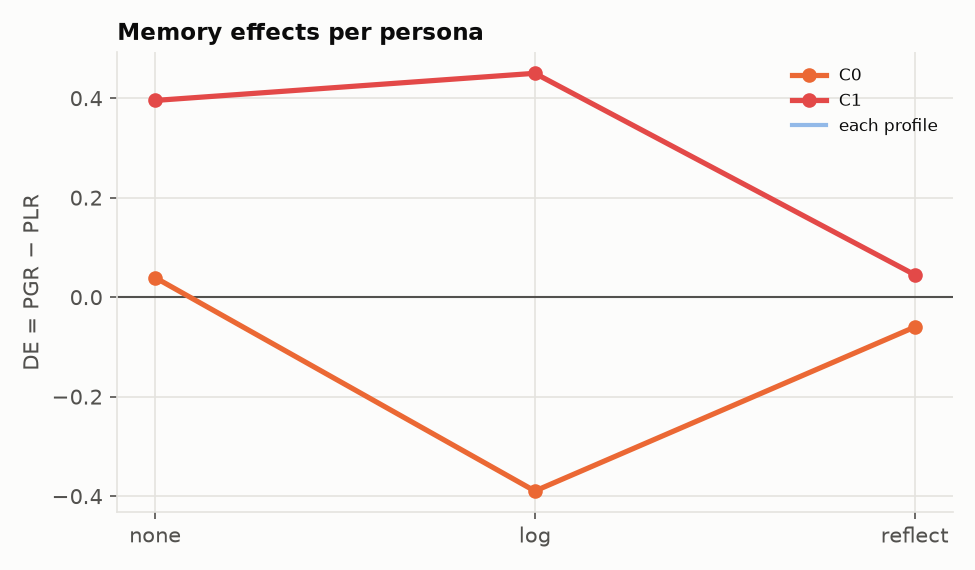 Memory effects per persona
C0
C1
each profile
DE = PGR − PLR
0.4
0.2
0.0
−0.2
−0.4
none
log
reflect